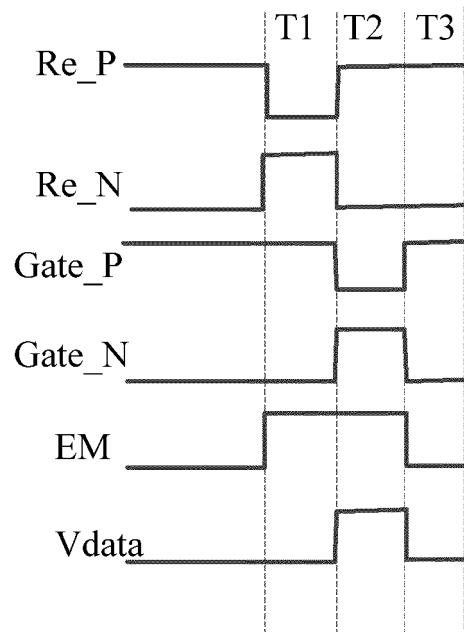 T1 T2 T3
Re_P
Re_N
Gate_P
Gate_N
EM
Vdata